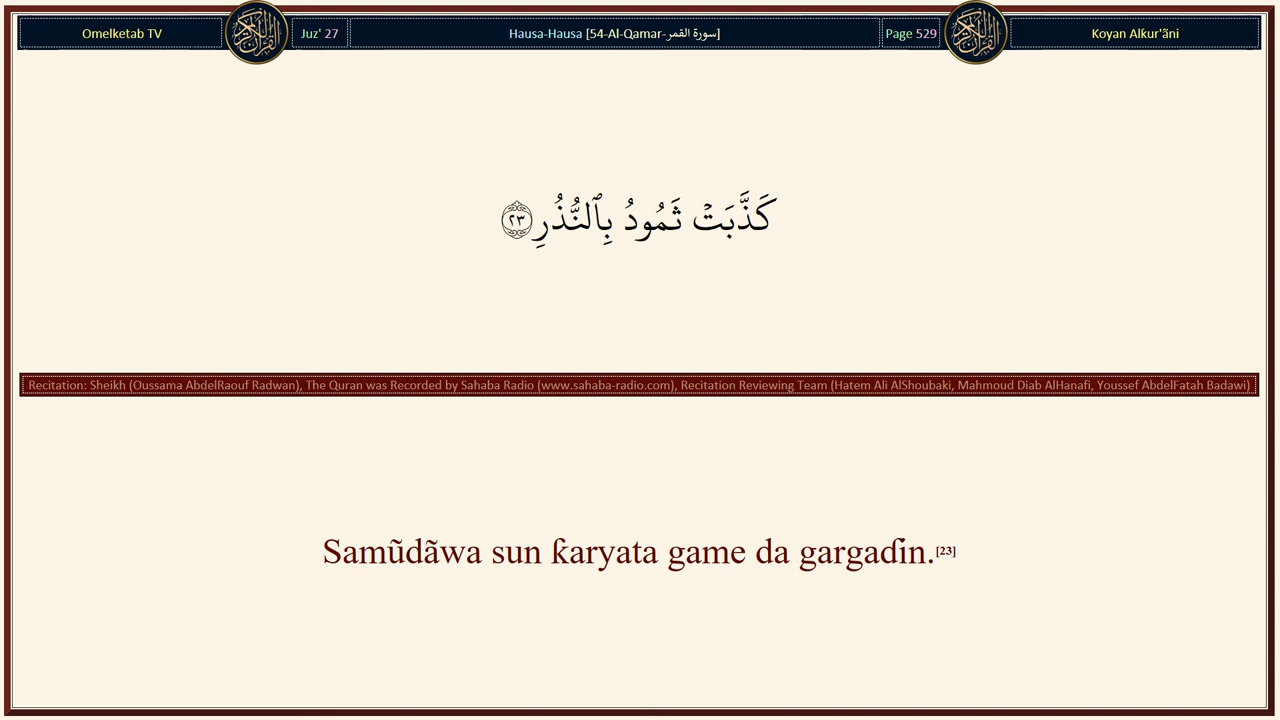 Omelketab TV
Juz' 27
Hausa-Hausa [54-Al-Qamar-سورة القمر]
Page 529
Koyan Alƙur'ãni
كَذَّبَتۡ ثَمُودُ بِٱلنُّذُرِ ٢٣
Recitation: Sheikh (Oussama AbdelRaouf Radwan), The Quran was Recorded by Sahaba Radio (www.sahaba-radio.com), Recitation Reviewing Team (Hatem Ali AlShoubaki, Mahmoud Diab AlHanafi, Youssef AbdelFatah Badawi)
Samũdãwa sun ƙaryata game da gargaɗin.[23]